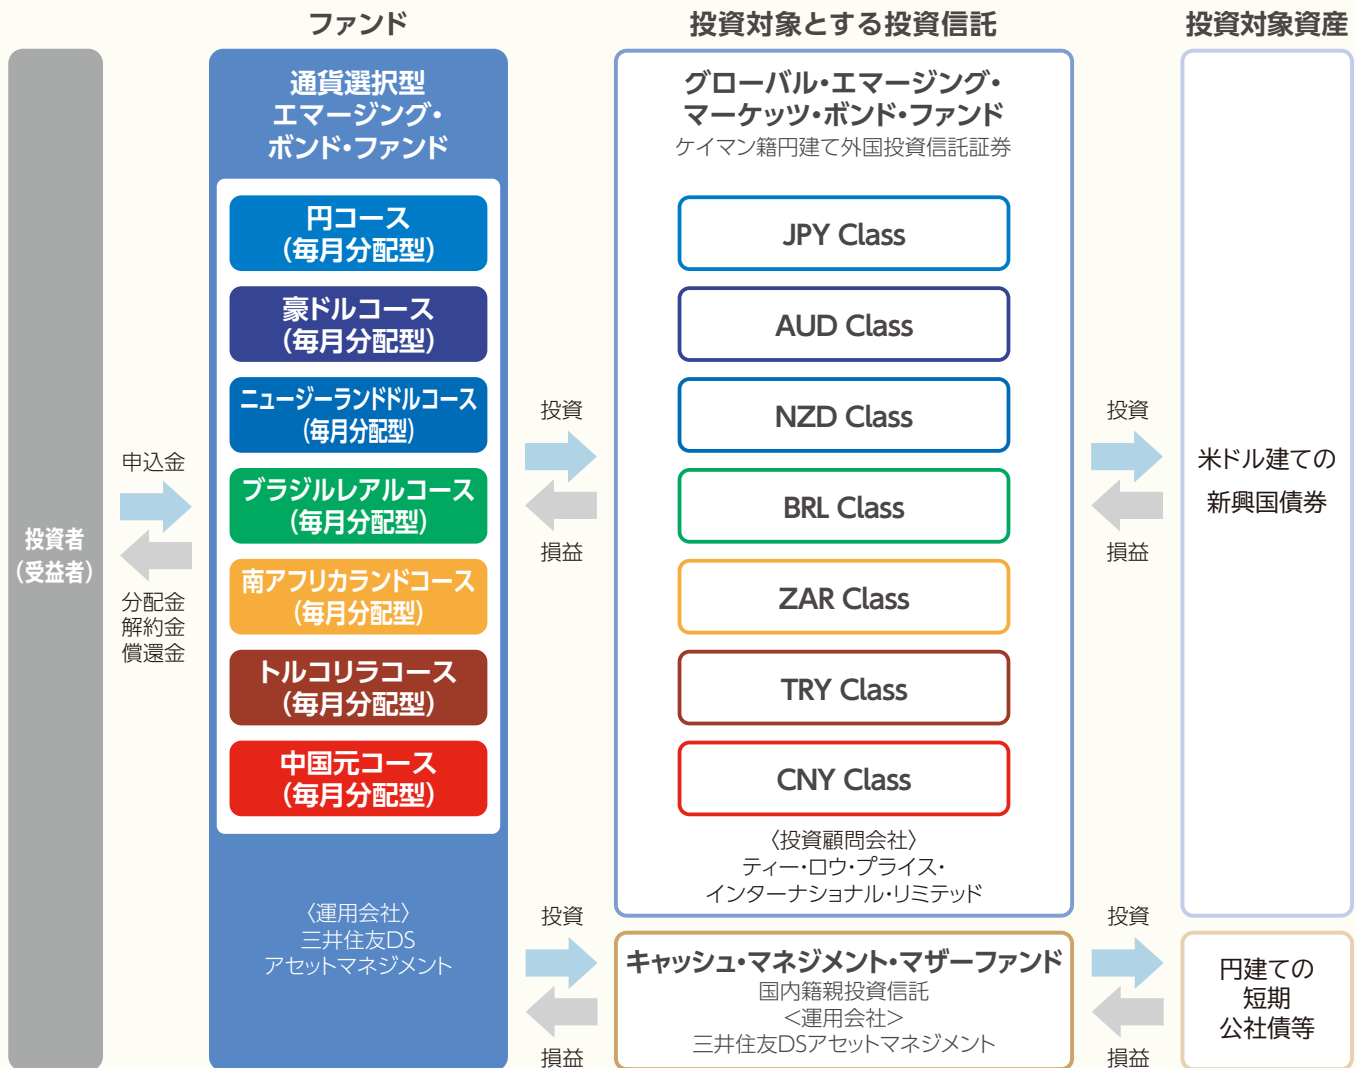 ファンド
投資対象とする投資信託
投資対象資産
投資者
(受益者)
申込金
分配金
解約金
償還金
通貨選択型
エマージング・
ボンド・ファンド
円コース
(毎月分配型)
豪ドルコース
(毎月分配型)
ニュージーランドドルコース
(毎月分配型)
ブラジルレアルコース
(毎月分配型)
南アフリカランドコース
(毎月分配型)
トルコリラコース
(毎月分配型)
中国元コース
(毎月分配型)
〈運用会社〉
三井住友DS
アセットマネジメント
投資
損益
投資
損益
グローバル・エマージング・
マーケッツ・ボンド・ファンド
ケイマン籍円建て外国投資信託証券
JPY Class
AUD Class
NZD Class
BRL Class
ZAR Class
TRY Class
CNY Class
〈投資顧問会社〉
ティー・ロウ・プライス・
インターナショナル・リミテッド
キャッシュ・マネジメント・マザーファンド
国内籍親投資信託
<運用会社>
三井住友DSアセットマネジメント
投資
損益
投資
損益
米ドル建ての
新興国債券
円建ての
短期
公社債等